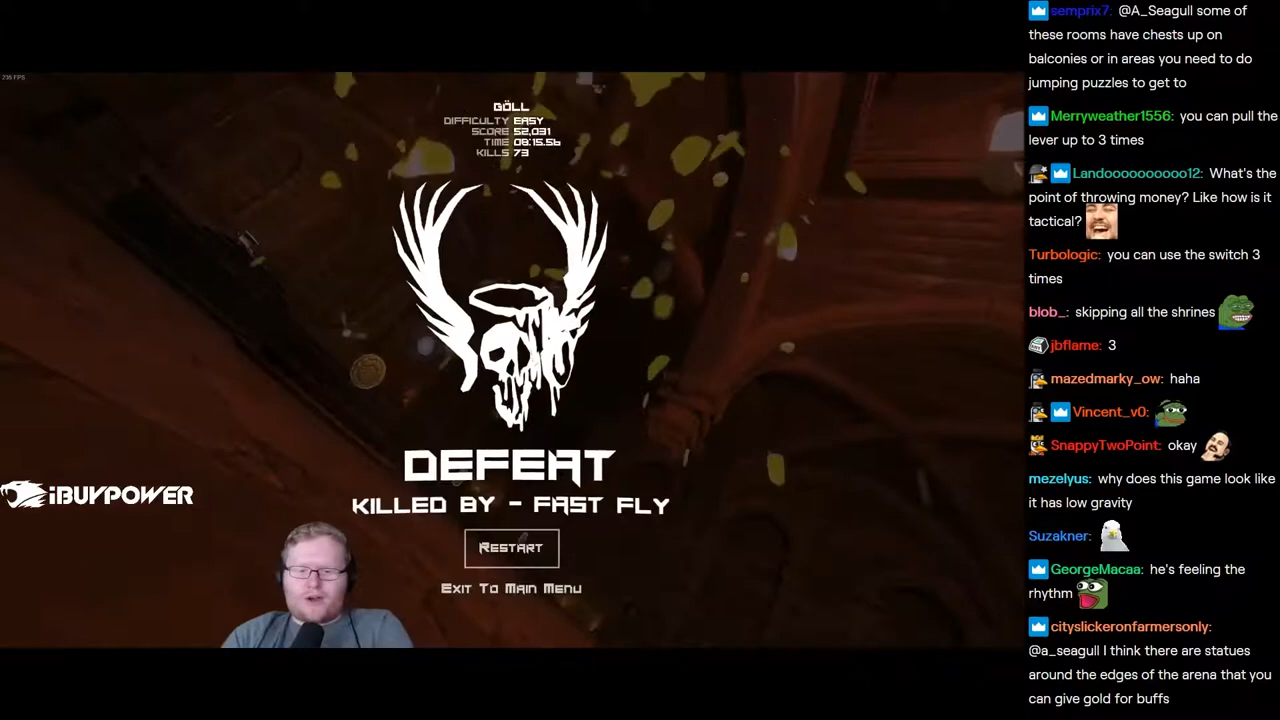 236 FPS
GÖLL
DIFFICULTY EASY
SCORE 52,031
TIME 08:15.56
KILLS 73
DEFEAT
KILLED BY - FAST FLY
RESTART
EXIT TO MAIN MENU
iBUYPOWER
semprix7: @A_Seagull some of
these rooms have chests up on
balconies or in areas you need to do
jumping puzzles to get to
Merryweather1556: you can pull the
lever up to 3 times
Landoooooooooo12: What's the
point of throwing money? Like how is it
tactical?
Turbologic: you can use the switch 3
times
blob_: skipping all the shrines
jbflame: 3
mazedmarky_ow: haha
Vincent_v0:
SnappyTwoPoint: okay
mezelyus: why does this game look like
it has low gravity
Suzakner:
GeorgeMacaa: he's feeling the
rhythm
cityslickeronfarmersonly:
@a_seagull I think there are statues
around the edges of the arena that you
can give gold for buffs